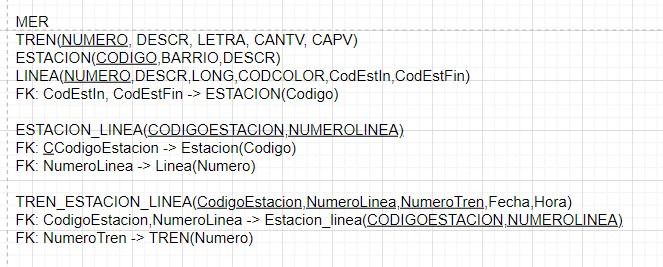 MER
TREN(NUMERO, DESCR, LETRA, CANTV, CAPV)
ESTACION(CODIGO,BARRIO,DESCR)
LINEA(NUMERO,DESCR,LONG,CODCOLOR,CodEstIn,CodEstFin)
FK: CodEstIn, CodEstFin -> ESTACION(Codigo)
ESTACION_LINEA(CODIGOESTACION,NUMEROLINEA)
FK: CCodigoEstacion -> Estacion(Codigo)
FK: NumeroLinea -> Linea(Numero)
TREN_ESTACION_LINEA(CodigoEstacion,NumeroLinea,NumeroTren,Fecha,Hora)
FK: CodigoEstacion,NumeroLinea -> Estacion_linea(CODIGOESTACION,NUMEROLINEA)
FK: NumeroTren -> TREN(Numero)